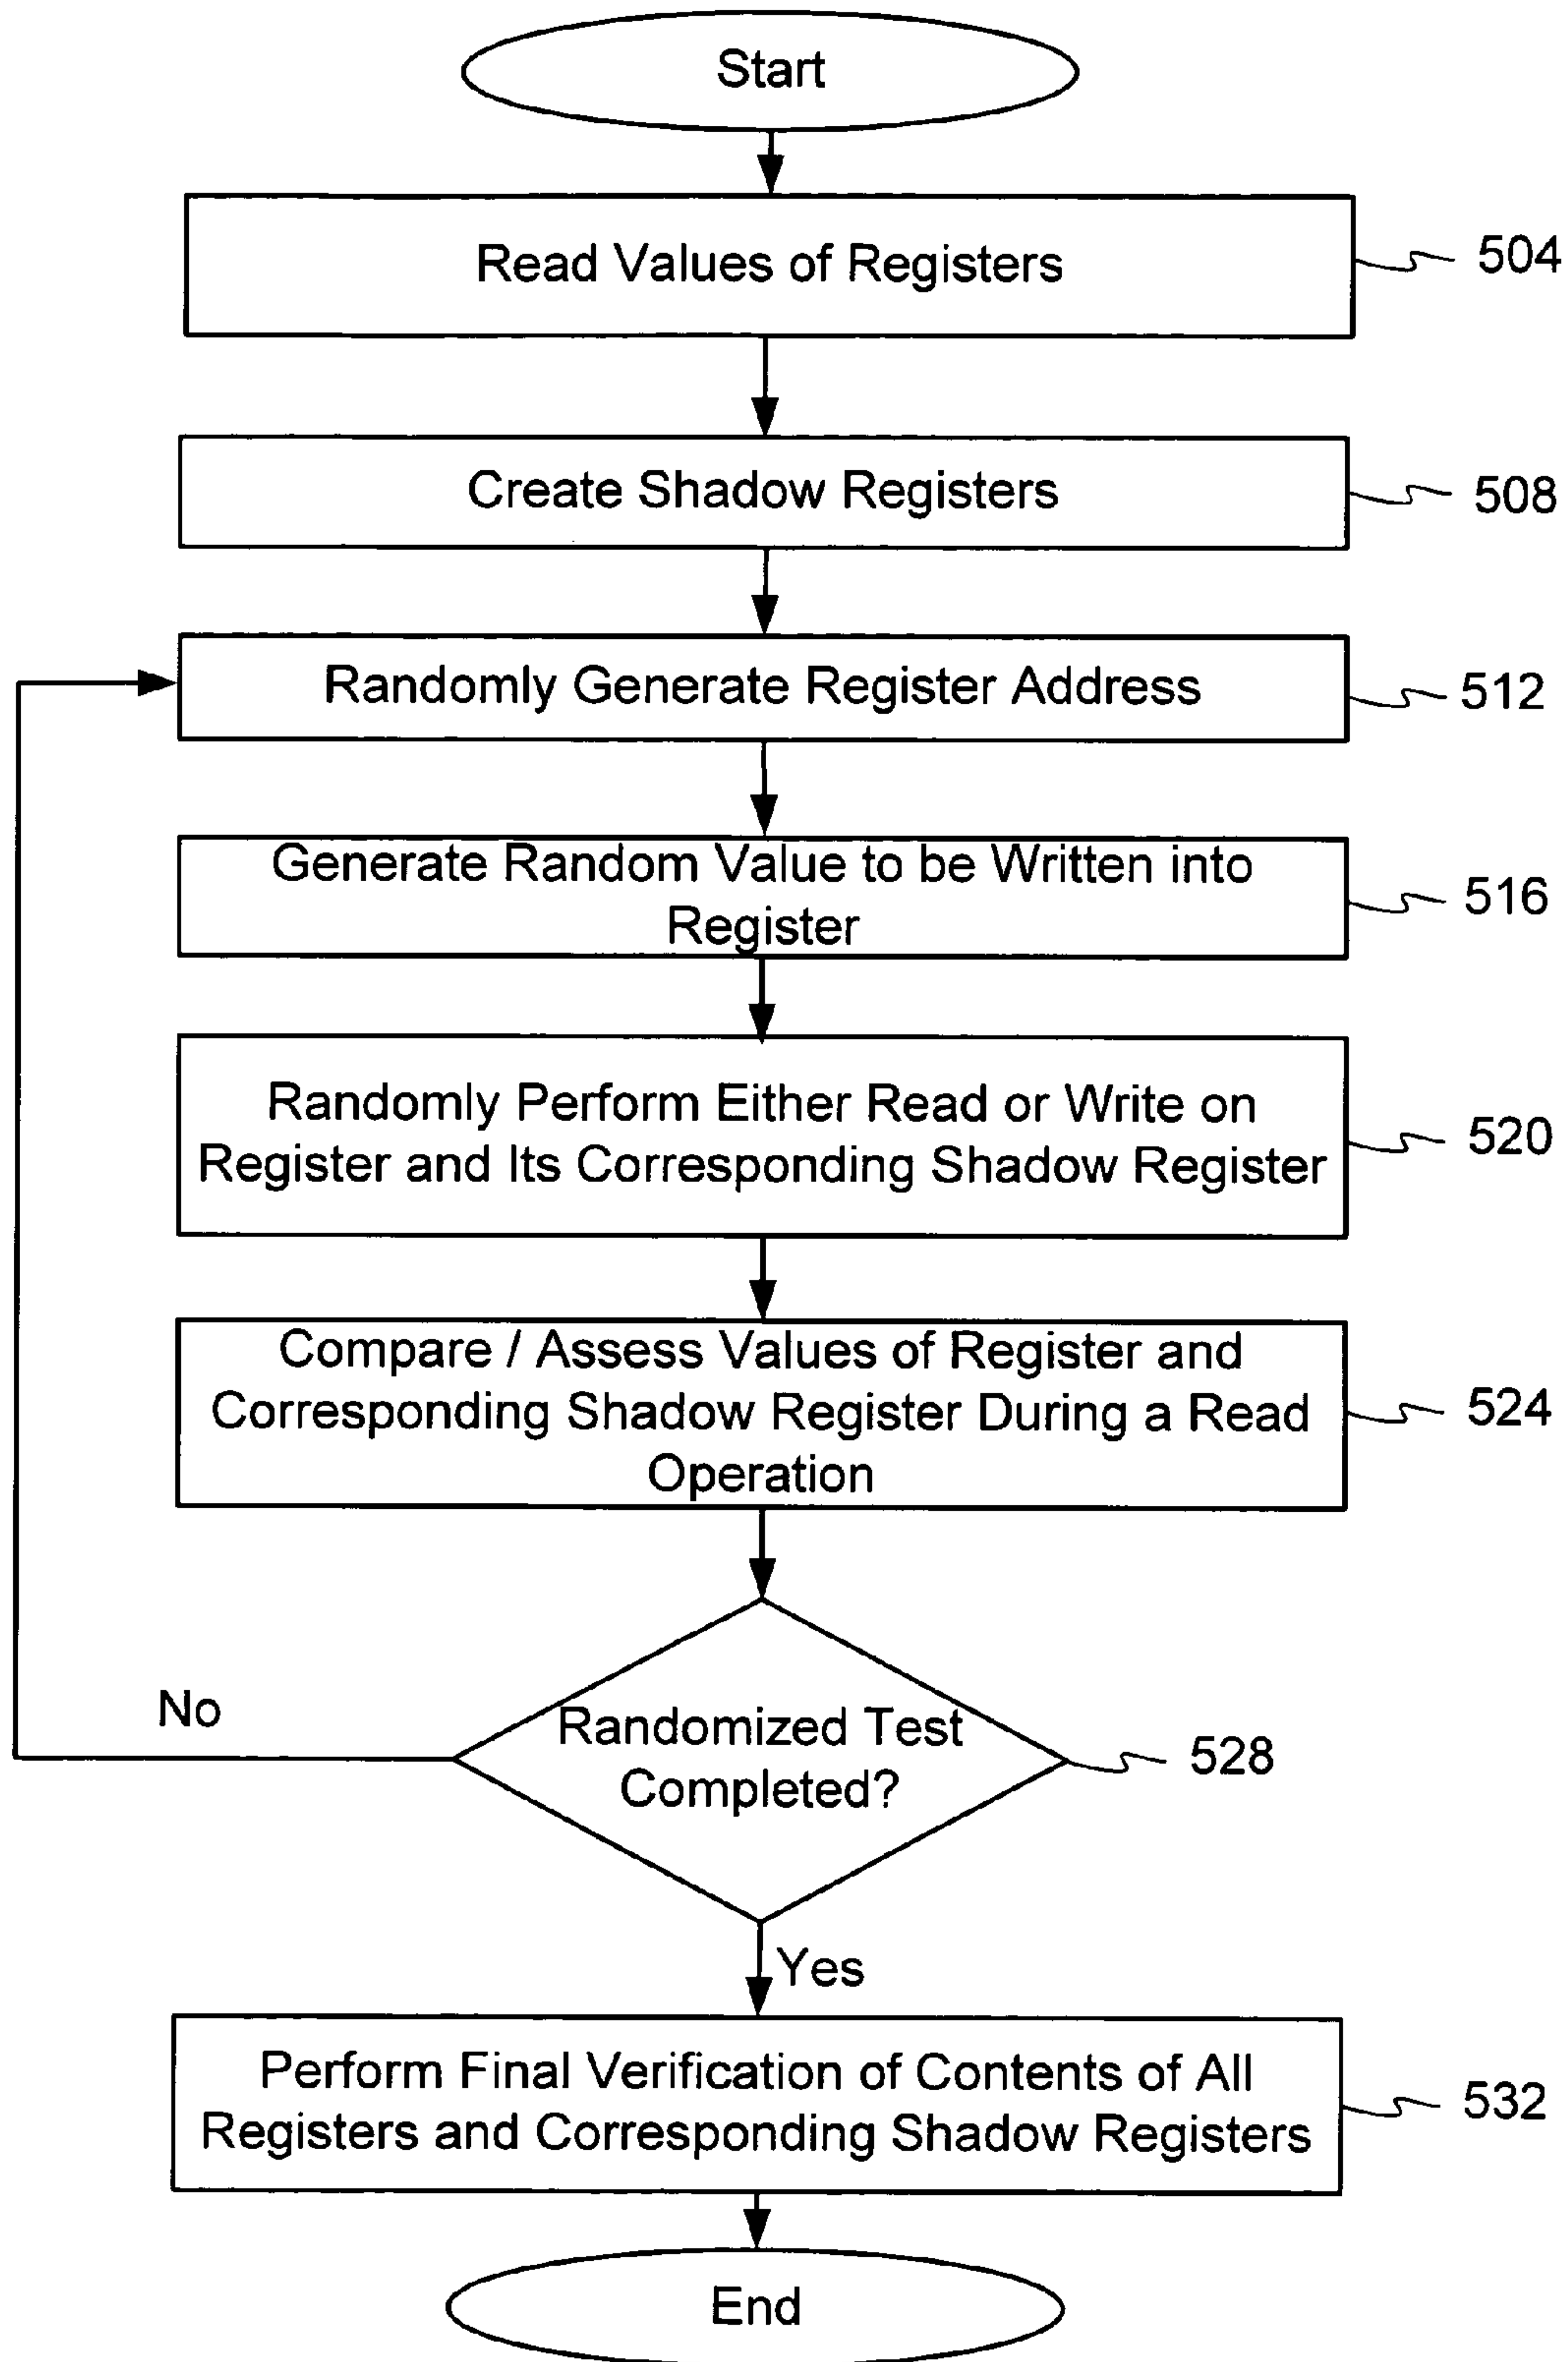 Start
Read Values of Registers
504
Create Shadow Registers
508
Randomly Generate Register Address
512
Generate Random Value to be Written into
Register
516
Randomly Perform Either Read or Write on
Register and Its Corresponding Shadow Register
520
Compare / Assess Values of Register and
Corresponding Shadow Register During a Read
Operation
524
No
Randomized Test
Completed?
528
Yes
Perform Final Verification of Contents of All
Registers and Corresponding Shadow Registers
532
End